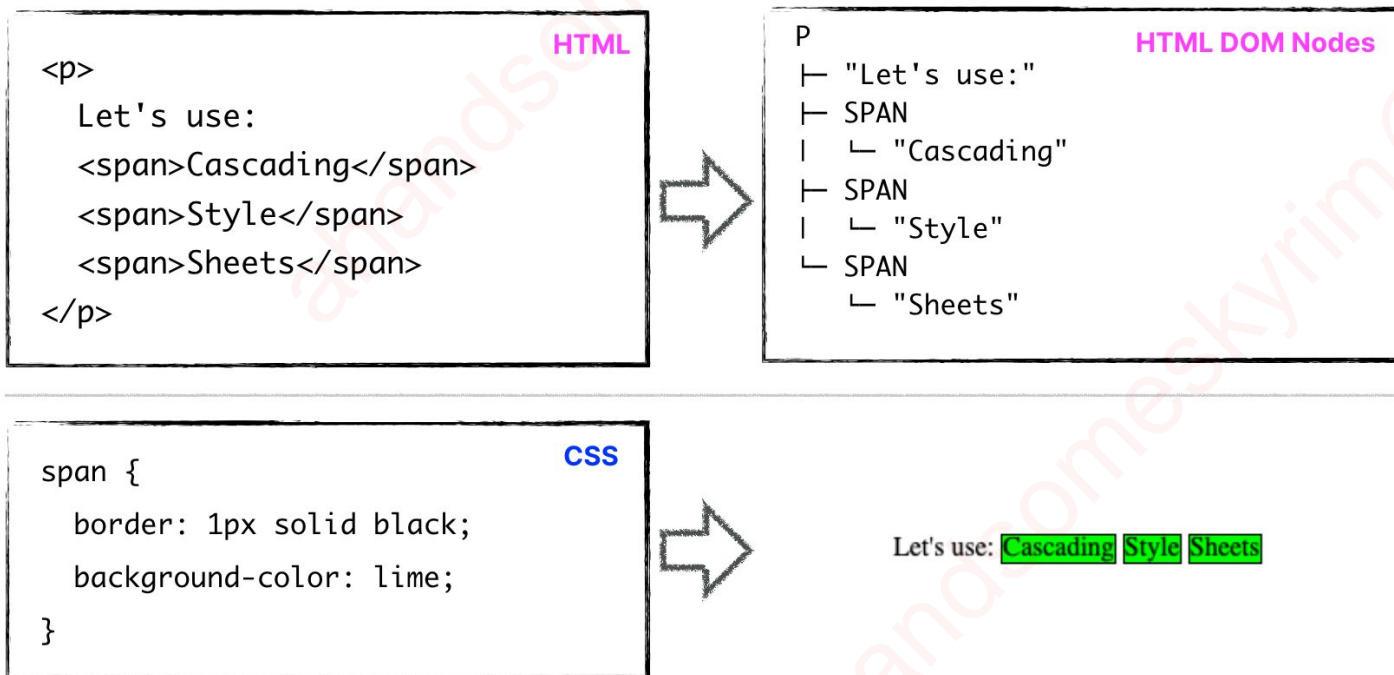 HTML
<p>
Let's use:
<span>Cascading</span>
<span>Style</span>
<span>Sheets</span>
</p>
HTML DOM Nodes
P
├─ "Let's use:"
├─ SPAN
|  └─ "Cascading"
├─ SPAN
|  └─ "Style"
└─ SPAN
   └─ "Sheets"
CSS
span {
border: 1px solid black;
background-color: lime;
}
Let's use: Cascading Style Sheets